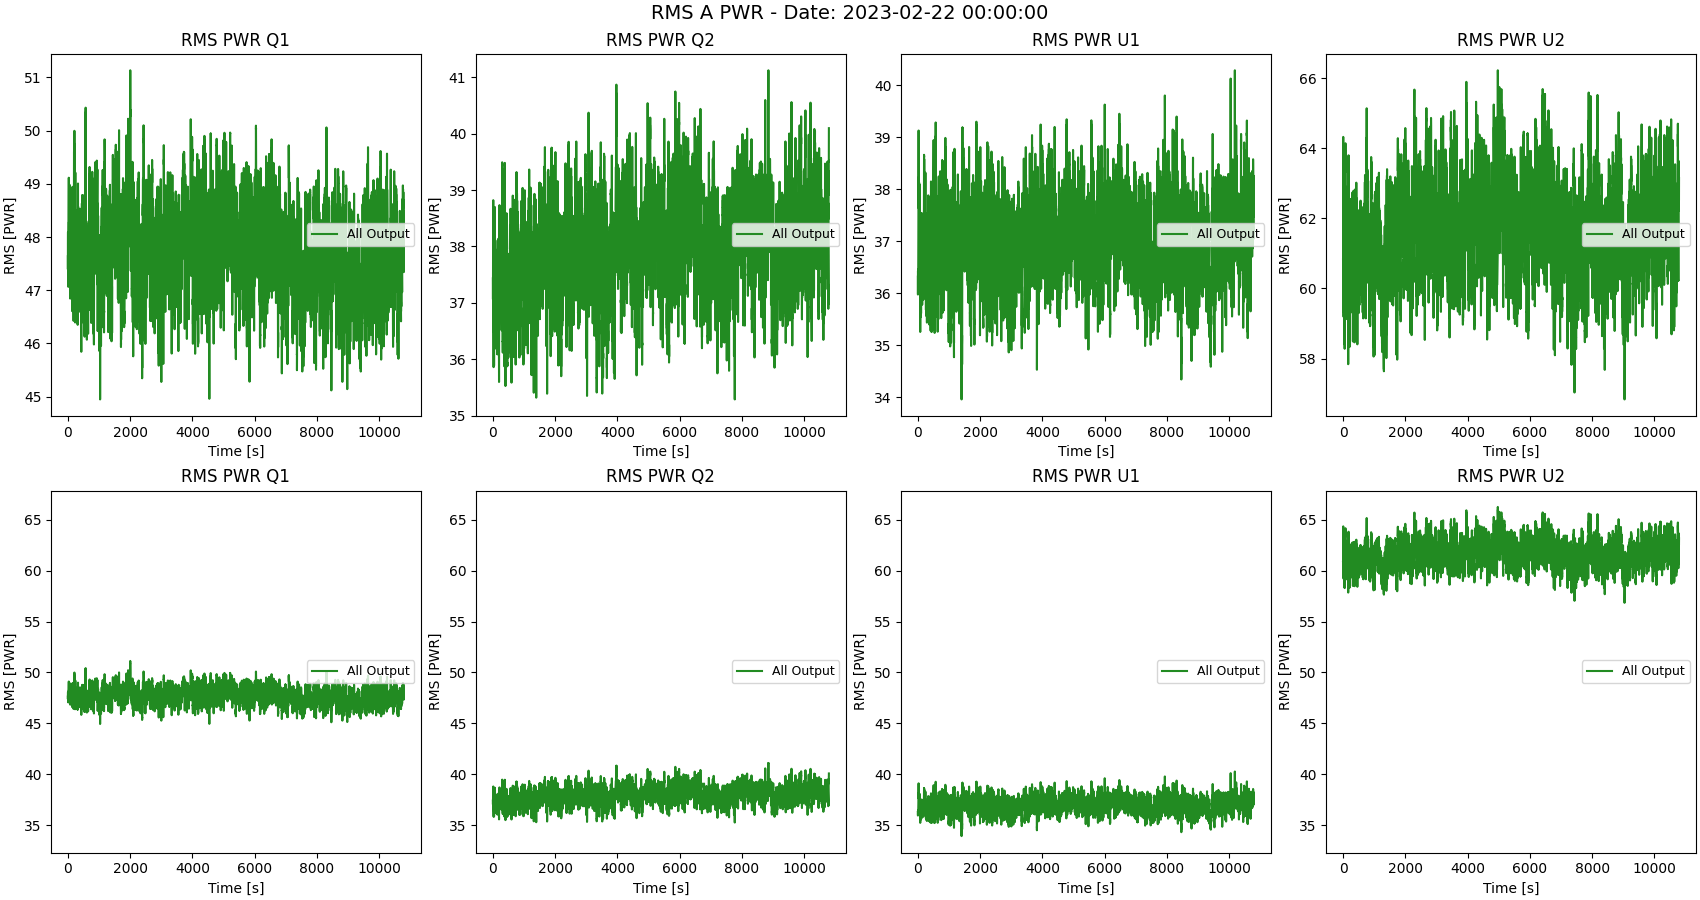 RMS A PWR - Date: 2023-02-22 00:00:00
RMS PWR Q1
RMS [PWR]
51
50
49
48
47
46
45
All Output
0 2000 4000 6000 8000 10000
Time [s]
RMS PWR Q2
RMS [PWR]
41
40
39
38
37
36
35
All Output
0 2000 4000 6000 8000 10000
Time [s]
RMS PWR U1
RMS [PWR]
40
39
38
37
36
35
34
All Output
0 2000 4000 6000 8000 10000
Time [s]
RMS PWR U2
RMS [PWR]
66
64
62
60
58
All Output
0 2000 4000 6000 8000 10000
Time [s]
RMS PWR Q1
RMS [PWR]
65
60
55
50
45
40
35
All Output
0 2000 4000 6000 8000 10000
Time [s]
RMS PWR Q2
RMS [PWR]
65
60
55
50
45
40
35
All Output
0 2000 4000 6000 8000 10000
Time [s]
RMS PWR U1
RMS [PWR]
65
60
55
50
45
40
35
All Output
0 2000 4000 6000 8000 10000
Time [s]
RMS PWR U2
RMS [PWR]
65
60
55
50
45
40
35
All Output
0 2000 4000 6000 8000 10000
Time [s]